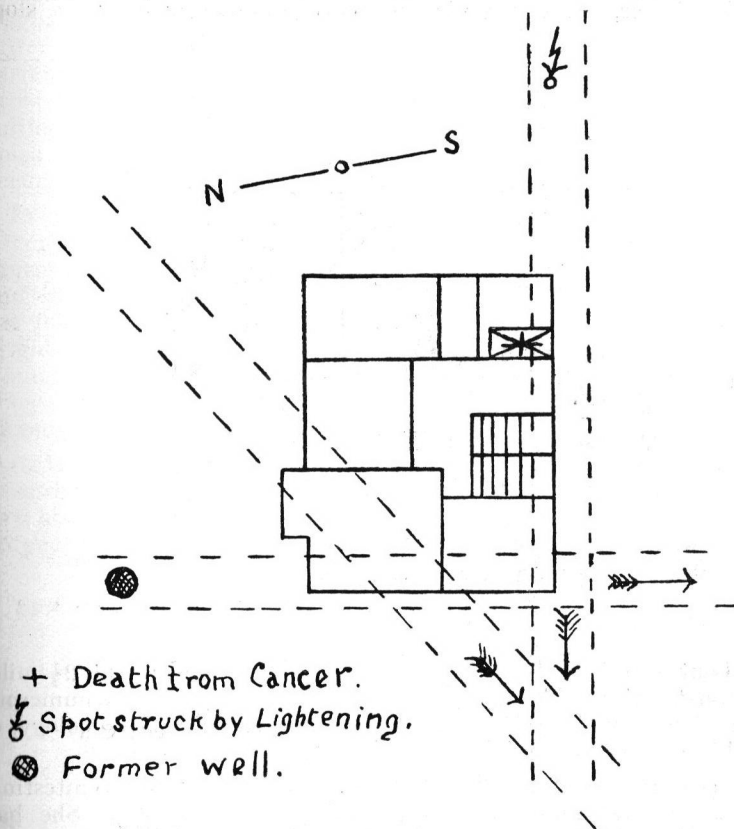 S
N
+ Death from Cancer.
Spot struck by Lightening.
Former well.